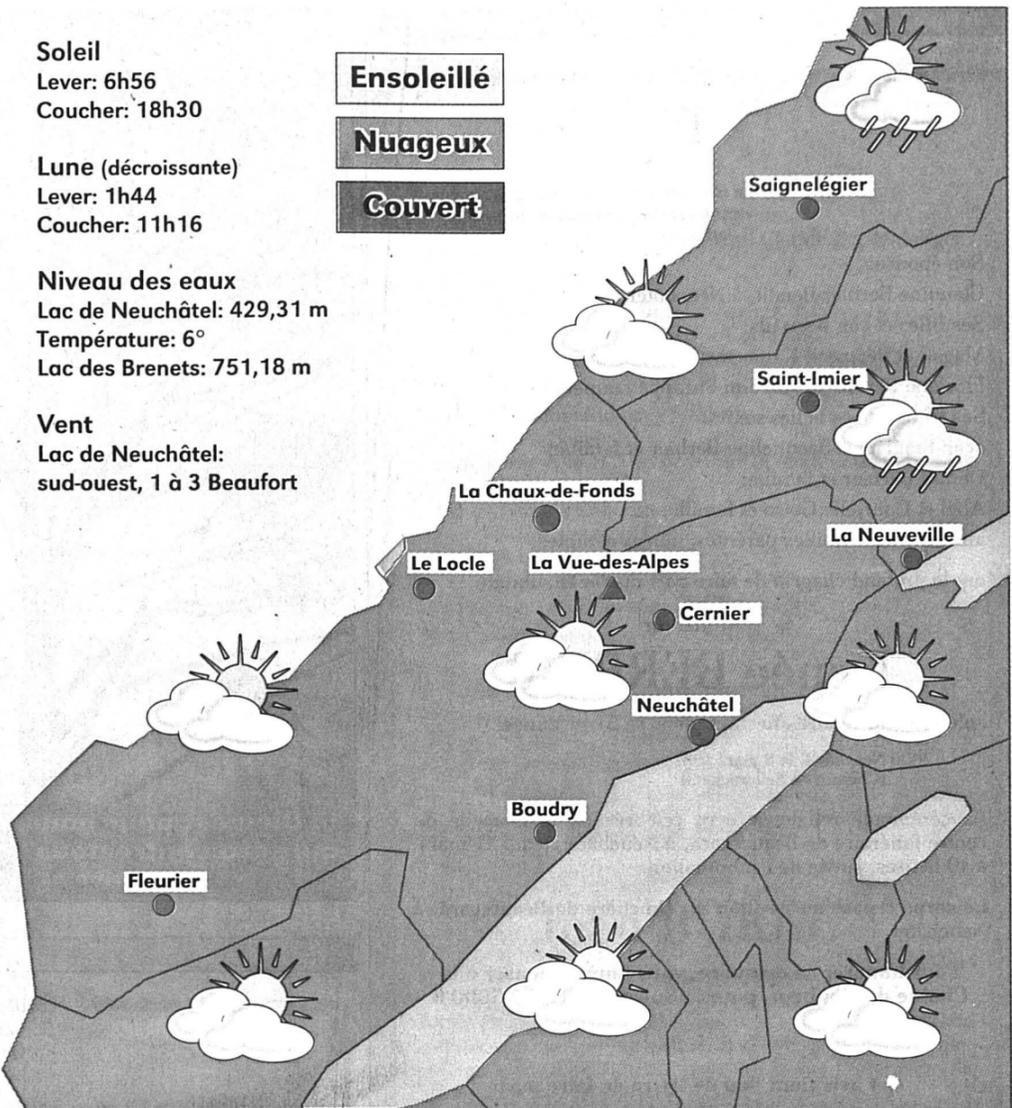 Soleil
Lever: 6h56
Coucher: 18h30
Lune (décroissante)
Lever: 1h44
Coucher: 11h16
Niveau des eaux
Lac de Neuchâtel: 429,31 m
Température: 6°
Lac des Brenets: 751,18 m
Vent
Lac de Neuchâtel:
sud-ouest, 1 à 3 Beaufort
Ensoleillé
Nuageux
Couvert
Saignelégier
Saint-Imier
La Chaux-de-Fonds
La Neuveville
Le Locle
La Vue-des-Alpes
Cernier
Neuchâtel
Boudry
Fleurier